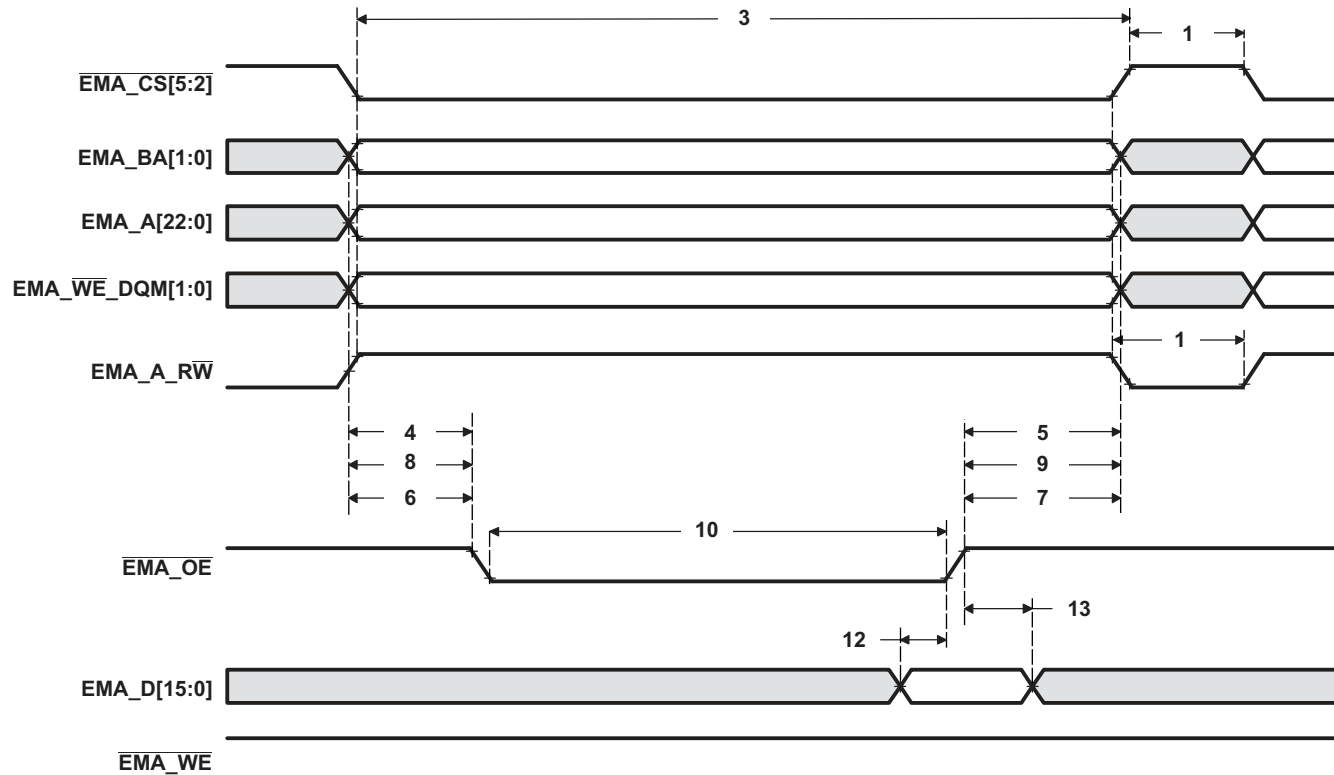 3
1
EMA_CS[5:2]
EMA_BA[1:0]
EMA_A[22:0]
EMA_WE_DQM[1:0]
1
EMA_A_RW
4
5
8
9
6
7
10
EMA_OE
13
12
EMA_D[15:0]
EMA_WE